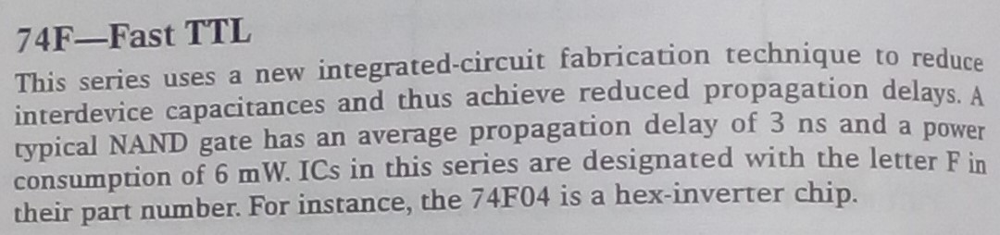 74F—Fast TTL
This series uses a new integrated-circuit fabrication technique to reduce
interdevice capacitances and thus achieve reduced propagation delays. A
typical NAND gate has an average propagation delay of 3 ns and a power
consumption of 6 mW. ICs in this series are designated with the letter F in
their part number. For instance, the 74F04 is a hex-inverter chip.